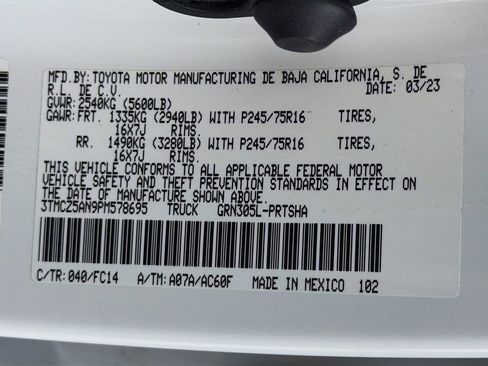 MFD.BY: TOYOTA MOTOR MANUFACTURING DE BAJA CALIFORNIA, S. DE
R.L. DE C.V. 03/23
GVWR: 2540KG (5600LB)
GAWR: FRT. 1335KG (2940LB) WITH P245/75R16 TIRES,
16X7J RIMS.
RR. 1490KG (3280LB) WITH P245/75R16 TIRES,
16X7J RIMS.
THIS VEHICLE CONFORMS TO ALL APPLICABLE FEDERAL MOTOR
VEHICLE SAFETY AND THEFT PREVENTION STANDARDS IN EFFECT ON
THE DATE OF MANUFACTURE SHOWN ABOVE.
3TMCZ5AN9PM578695 TRUCK GRN305L-PRTSHA
C/TR: 040/FC14 A/TM: A07A/AC60F MADE IN MEXICO 102